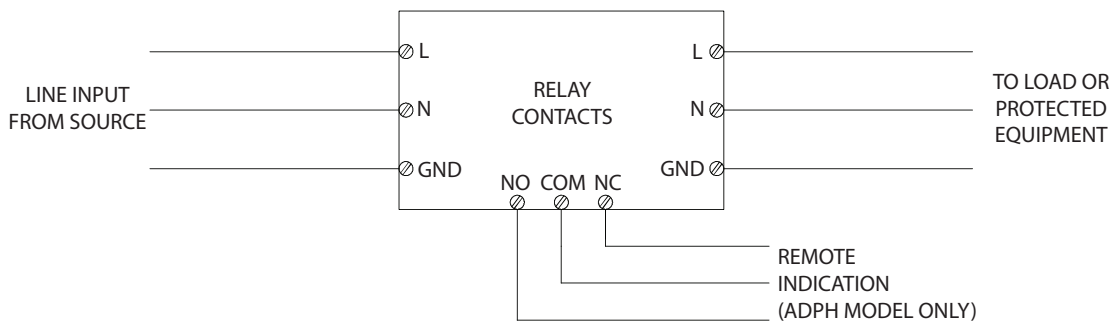 LINE INPUT
FROM SOURCE
L
N
GND
RELAY
CONTACTS
NO COM NC
L
N
GND
TO LOAD OR
PROTECTED
EQUIPMENT
REMOTE
INDICATION
(ADPH MODEL ONLY)